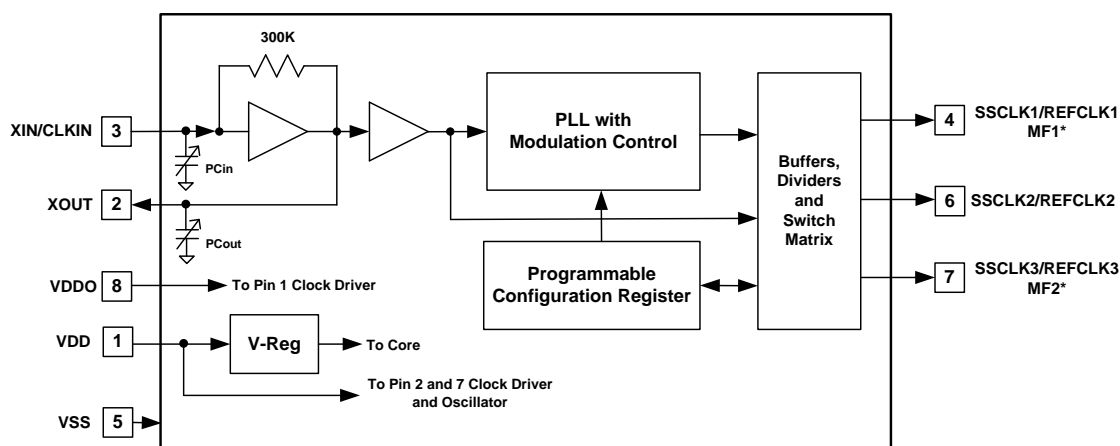 300K
XIN/CLKIN
3
PCin
XOUT
2
PCout
VDDO
8
To Pin 1 Clock Driver
VDD
1
V-Reg
To Core
To Pin 2 and 7 Clock Driver
and Oscillator
VSS
5
PLL with
Modulation Control
Programmable
Configuration Register
Buffers,
Dividers
and
Switch
Matrix
4
SSCLK1/REFCLK1
MF1*
6
SSCLK2/REFCLK2
7
SSCLK3/REFCLK3
MF2*